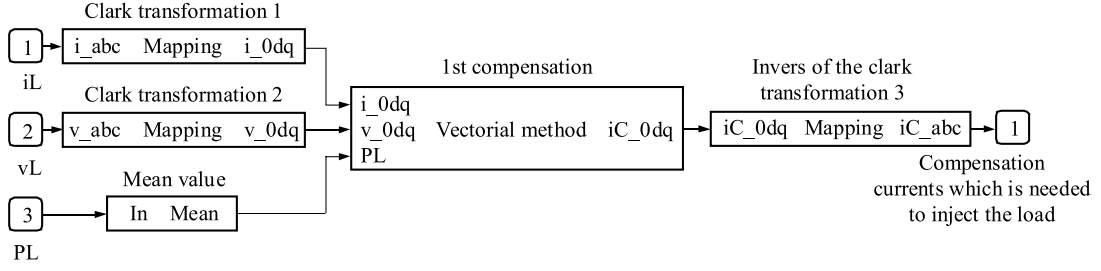 Clark transformation 1
1
i_abc Mapping i_0dq
iL
Clark transformation 2
2
v_abc Mapping v_0dq
vL
Mean value
3
In Mean
PL
1st compensation
i_0dq
v_0dq Vectorial method iC_0dq
PL
Invers of the clark
transformation 3
iC_0dq Mapping iC_abc
1
Compensation
currents which is needed
to inject the load